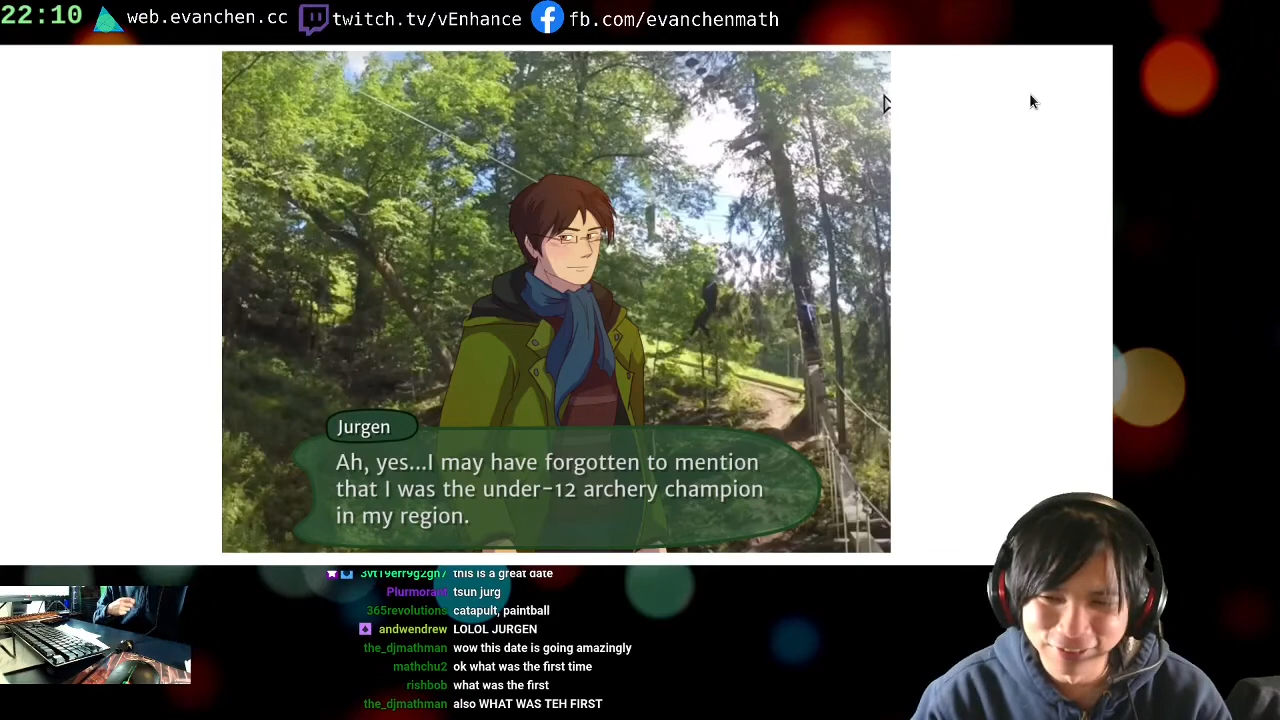 22:10 web.evanchen.cc twitch.tv/vEnhance fb.com/evanchenmath
Jurgen
Ah, yes...I may have forgotten to mention
that I was the under-12 archery champion
in my region.
3vt19err9g2gh7 this is a great date
Plurmorant tsun jurg
365revolutions catapult, paintball
andwendrew LOLOL JURGEN
the_djmathman wow this date is going amazingly
mathchu2 ok what was the first time
rishbob what was the first
the_djmathman also WHAT WAS TEH FIRST